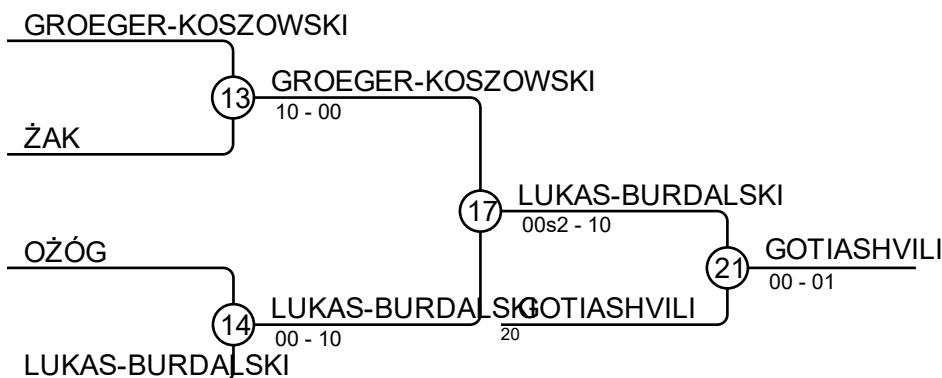 GROEGER-KOSZOWSKI
13
GROEGER-KOSZOWSKI
10 - 00
ŻAK
17
LUKAS-BURDALSKI
00s2 - 10
OŻÓG
21
GOTIASHVILI
00 - 01
14
LUKAS-BURDALSKI
00 - 10
GOTIASHVILI
20
LUKAS-BURDALSKI